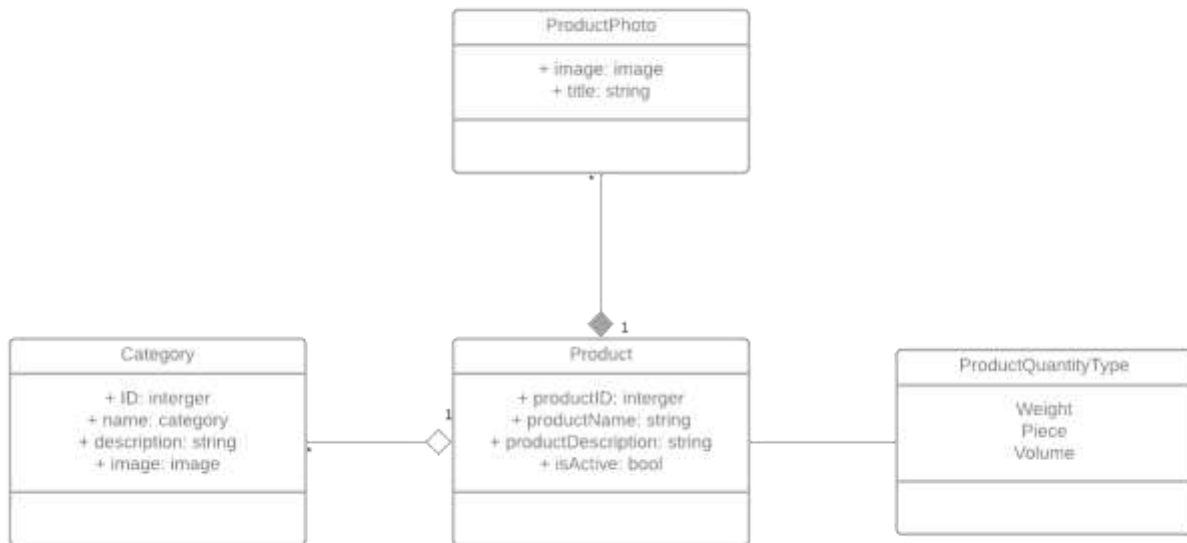 ProductPhoto
+ image: image
+ title: string
*
1
Category
+ ID: interger
+ name: category
+ description: string
+ image: image
*
1
Product
+ productID: interger
+ productName: string
+ productDescription: string
+ isActive: bool
ProductQuantityType
Weight
Piece
Volume